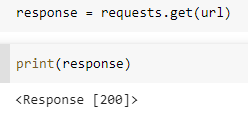 response = requests.get(url)
print(response)
<Response [200]>